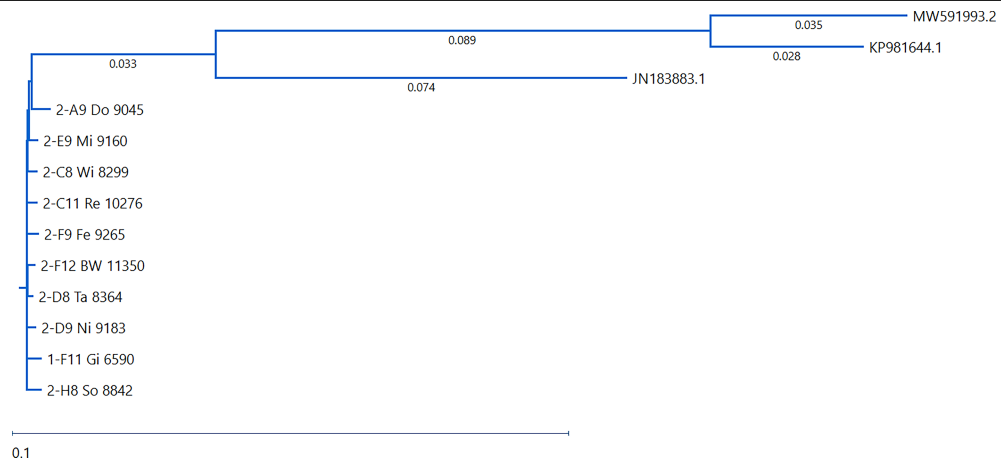 MW591993.2
0.035
0.089
KP981644.1
0.028
0.033
JN183883.1
0.074
2-A9 Do 9045
2-E9 Mi 9160
2-C8 Wi 8299
2-C11 Re 10276
2-F9 Fe 9265
2-F12 BW 11350
2-D8 Ta 8364
2-D9 Ni 9183
1-F11 Gi 6590
2-H8 So 8842
0.1